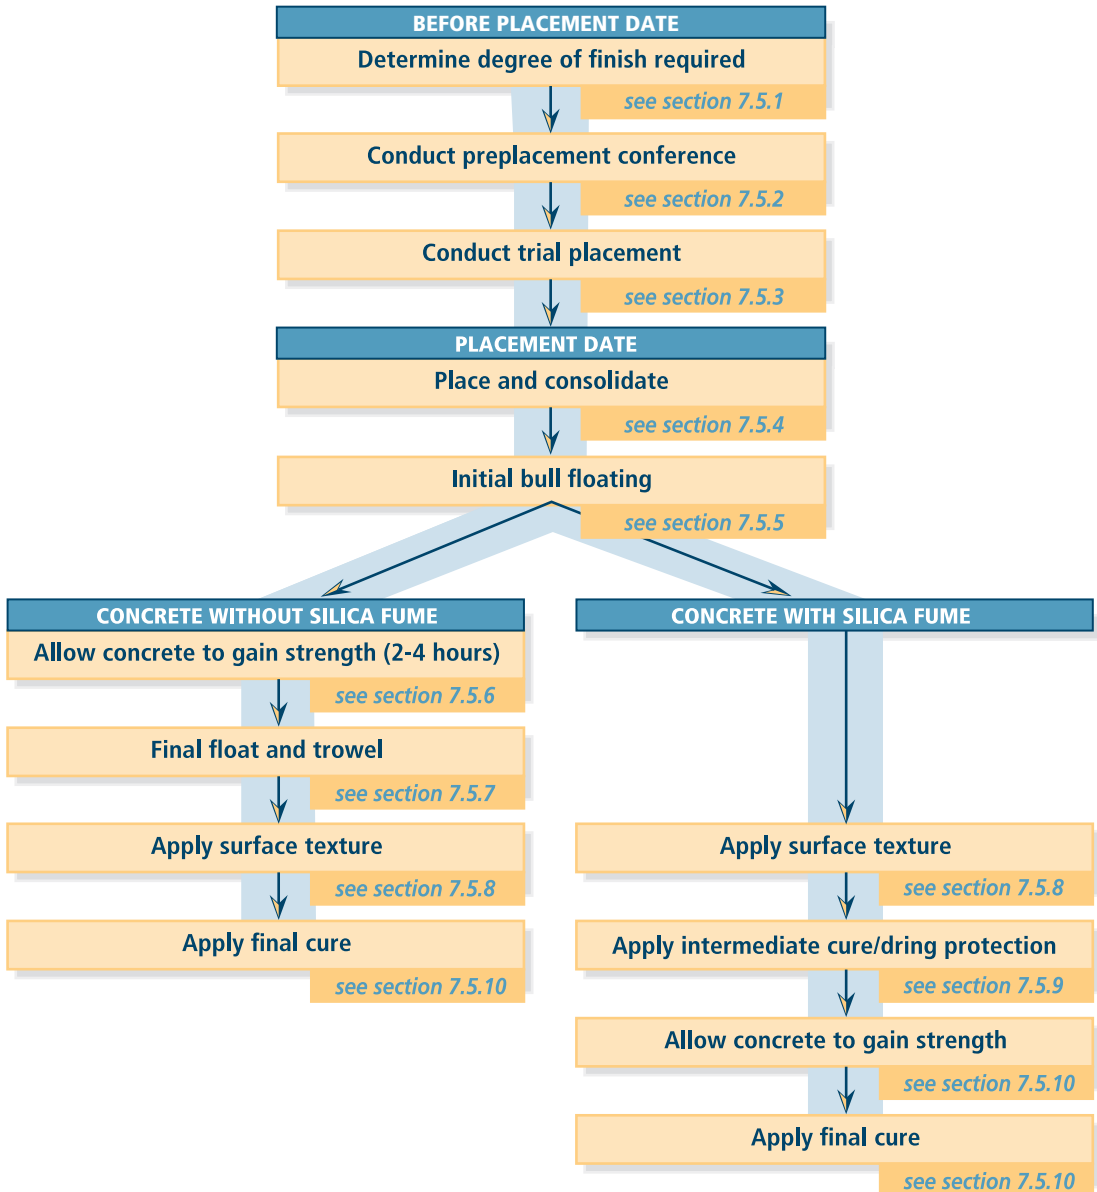 BEFORE PLACEMENT DATE
Determine degree of finish required
see section 7.5.1
Conduct preplacement conference
see section 7.5.2
Conduct trial placement
see section 7.5.3
PLACEMENT DATE
Place and consolidate
see section 7.5.4
Initial bull floating
see section 7.5.5
CONCRETE WITHOUT SILICA FUME
Allow concrete to gain strength (2-4 hours)
see section 7.5.6
Final float and trowel
see section 7.5.7
Apply surface texture
see section 7.5.8
Apply final cure
see section 7.5.10
CONCRETE WITH SILICA FUME
Apply surface texture
see section 7.5.8
Apply intermediate cure/dring protection
see section 7.5.9
Allow concrete to gain strength
see section 7.5.10
Apply final cure
see section 7.5.10